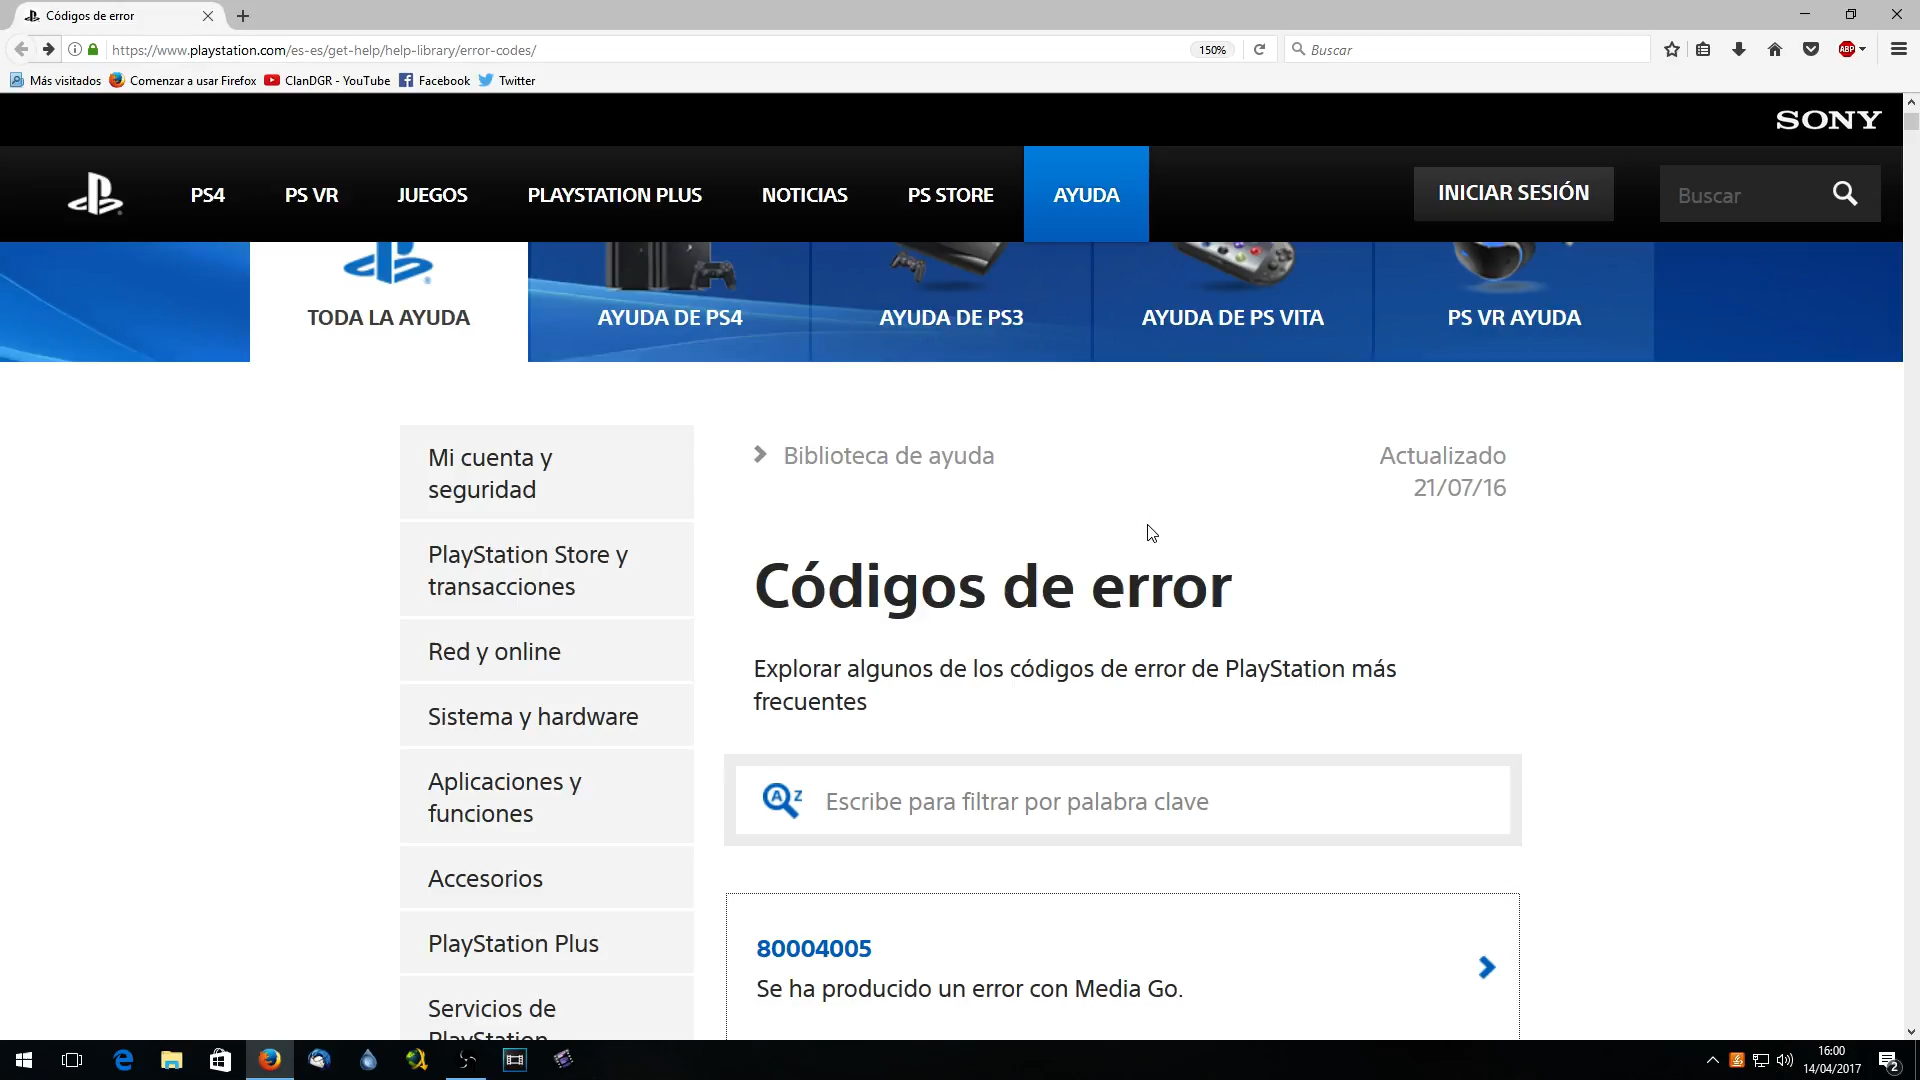 Códigos de error
https://www.playstation.com/es-es/get-help/help-library/error-codes/
150%
Buscar
ABP
Más visitados
Comenzar a usar Firefox
ClanDGR - YouTube
Facebook
Twitter
SONY
PS4
PS VR
JUEGOS
PLAYSTATION PLUS
NOTICIAS
PS STORE
AYUDA
INICIAR SESIÓN
Buscar
TODA LA AYUDA
AYUDA DE PS4
AYUDA DE PS3
AYUDA DE PS VITA
PS VR AYUDA
Mi cuenta y
seguridad
PlayStation Store y
transacciones
Red y online
Sistema y hardware
Aplicaciones y
funciones
Accesorios
PlayStation Plus
Servicios de
PlayStation
Biblioteca de ayuda
Actualizado
21/07/16
Códigos de error
Explorar algunos de los códigos de error de PlayStation más
frecuentes
Escribe para filtrar por palabra clave
80004005
Se ha producido un error con Media Go.
16:00
14/04/2017
2